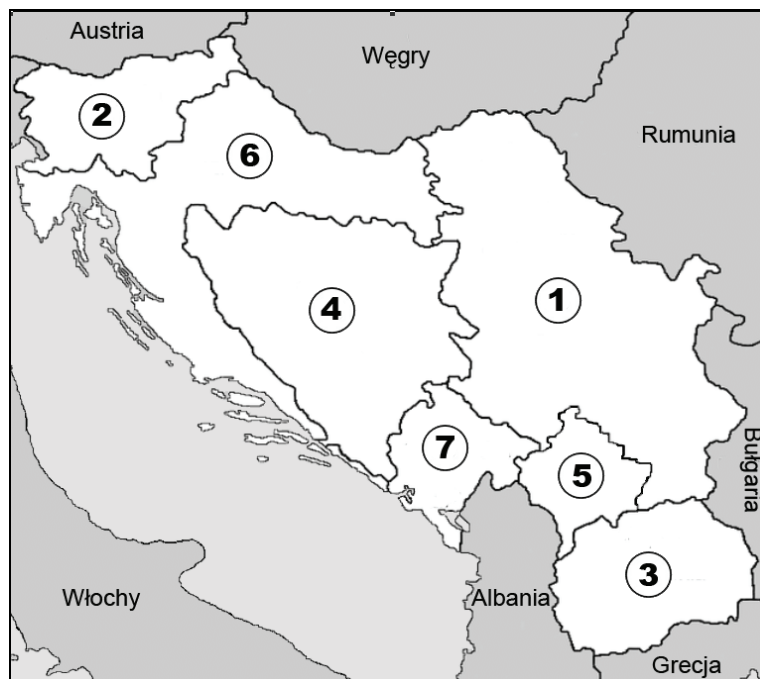 Austria
Węgry
2
6
Rumunia
1
4
7
5
Bułgaria
3
Włochy
Albania
Grecja